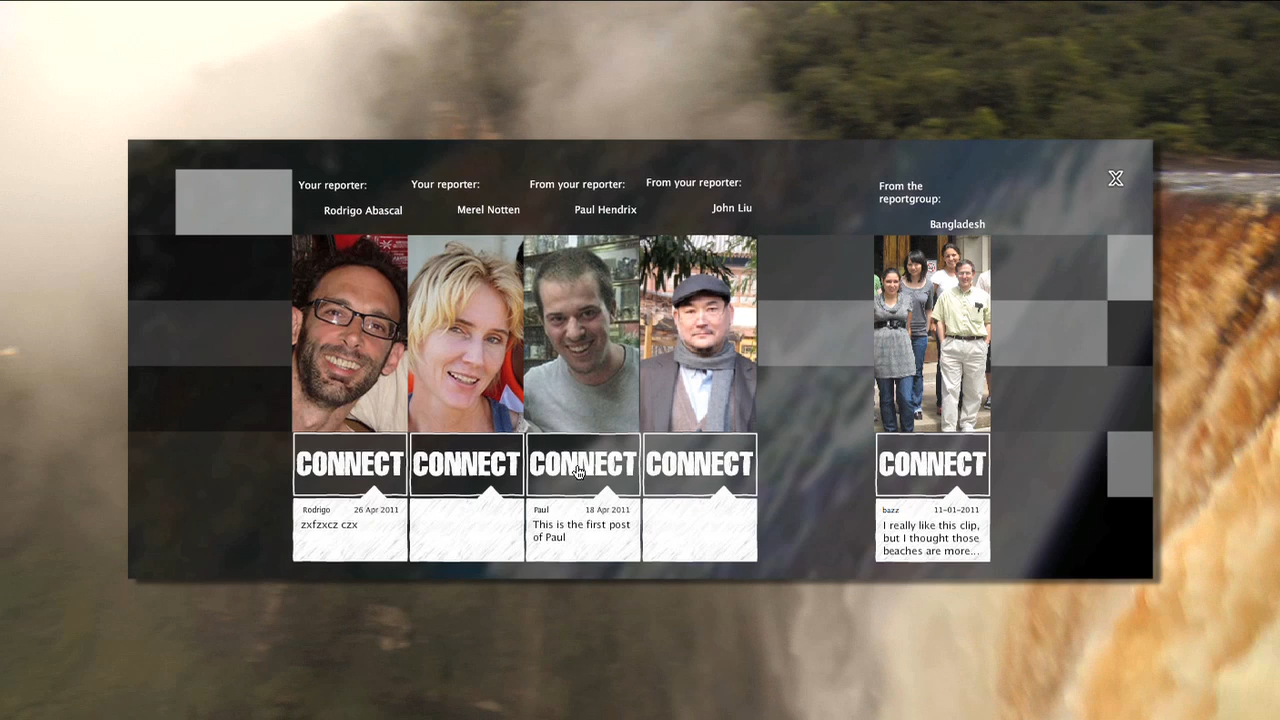 Your reporter:
Rodrigo Abascal
Your reporter:
Merel Notten
From your reporter:
Paul Hendrix
From your reporter:
John Liu
From the
reportgroup:
Bangladesh
X
CONNECT
CONNECT
CONNECT
CONNECT
CONNECT
Rodrigo 26 Apr 2011
zxfzxcz czx
Paul 18 Apr 2011
This is the first post
of Paul
bazz 11-01-2011
I really like this clip,
but I thought those
beaches are more...